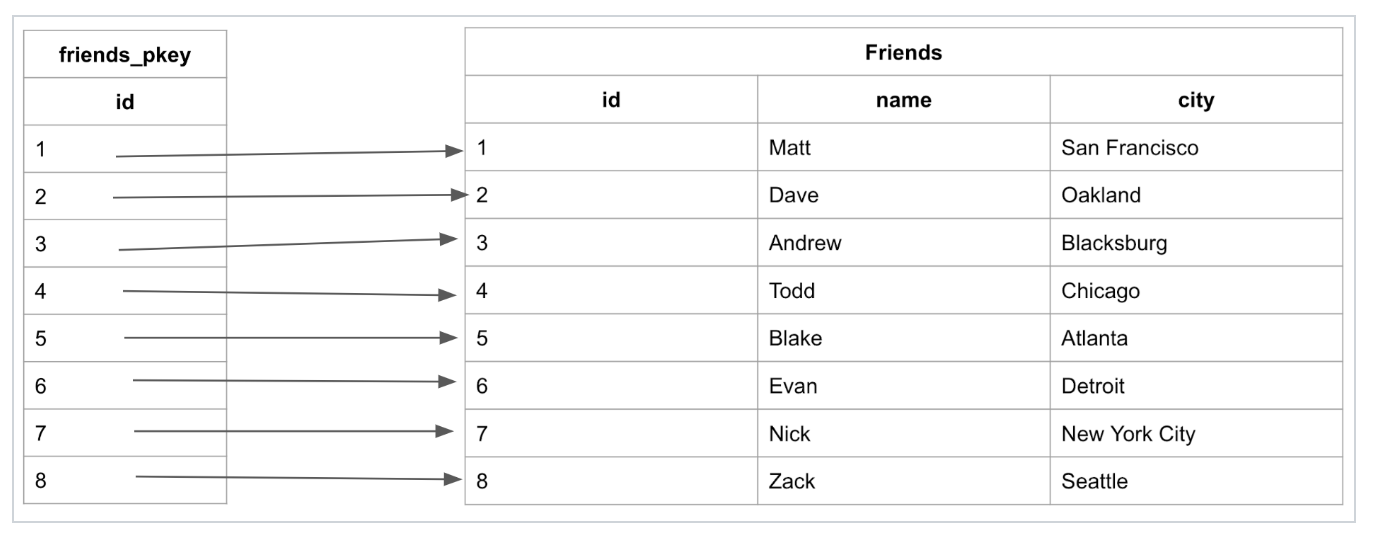 friends_pkey Friends
id id name city
1 1 Matt San Francisco
2 2 Dave Oakland
3 3 Andrew Blacksburg
4 4 Todd Chicago
5 5 Blake Atlanta
6 6 Evan Detroit
7 7 Nick New York City
8 8 Zack Seattle